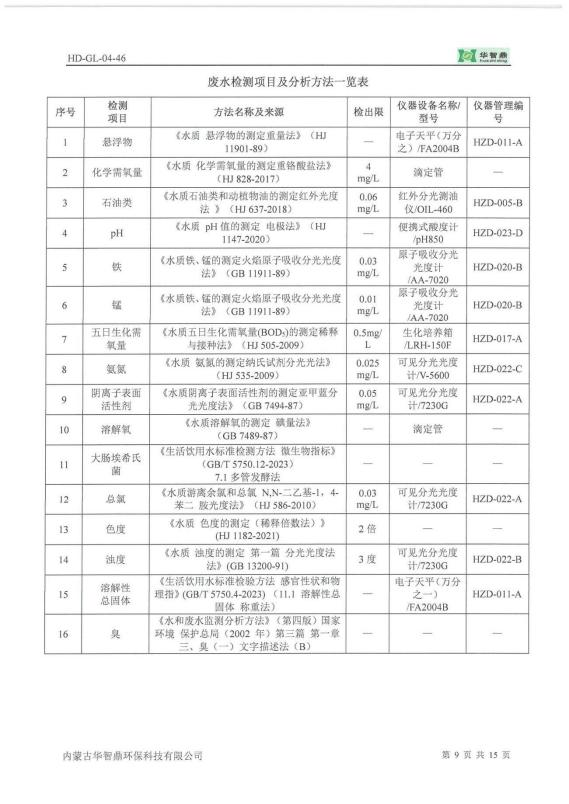 HD-GL-04-46
华智鼎
废水检测项目及分析方法一览表
序号 检测项目 方法名称及来源 检出限 仪器设备名称/型号 仪器管理编号
1 悬浮物 《水质 悬浮物的测定重量法》（HJ 11901-89） — 电子天平(万分之）/FA2004B HZD-011-A
2 化学需氧量 《水质 化学需氧量的测定重铬酸盐法》（HJ 828-2017） 4 mg/L 滴定管 —
3 石油类 《水质石油类和动植物油的测定红外光度法 》（HJ 637-2018） 0.06 mg/L 红外分光测油仪/OIL-460 HZD-005-B
4 pH 《水质 pH 值的测定 电极法》（HJ 1147-2020） — 便携式酸度计/pH850 HZD-023-D
5 铁 《水质铁、锰的测定火焰原子吸收分光光度法》（GB 11911-89） 0.03 mg/L 原子吸收分光光度计/AA-7020 HZD-020-B
6 锰 《水质铁、锰的测定火焰原子吸收分光光度法》（GB 11911-89） 0.01 mg/L 原子吸收分光光度计/AA-7020 HZD-020-B
7 五日生化需氧量 《水质五日生化需氧量(BOD₅)的测定稀释与接种法》（HJ 505-2009） 0.5mg/L 生化培养箱/LRH-150F HZD-017-A
8 氨氮 《水质 氨氮的测定纳氏试剂分光光法》（HJ 535-2009） 0.025 mg/L 可见分光光度计/V-5600 HZD-022-C
9 阴离子表面活性剂 《水质阴离子表面活性剂的测定亚甲蓝分光光度法》（GB 7494-87） 0.05 mg/L 可见光分光度计/7230G HZD-022-A
10 溶解氧 《水质溶解氧的测定 碘量法》（GB 7489-87） — 滴定管 —
11 大肠埃希氏菌 《生活饮用水标准检测方法 微生物指标》（GB/T 5750.12-2023）7.1 多管发酵法 — — —
12 总氯 《水质游离余氯和总氯 N,N-二乙基-1，4-苯二 胺光度法》（HJ 586-2010） 0.03 mg/L 可见分光光度计/7230G HZD-022-A
13 色度 《水质 色度的测定（稀释倍数法）》(HJ 1182-2021) 2 倍 — —
14 浊度 《水质 浊度的测定 第一篇 分光光度法法》(GB 13200-91) 3 度 可见分光光度计/7230G HZD-022-B
15 溶解性总固体 《生活饮用水标准检验方法 感官性状和物理指》(GB/T 5750.4-2023)（11.1 溶解性总固体 称重法） — 电子天平（万分之一）/FA2004B HZD-011-A
16 臭 《水和废水监测分析方法》（第四版）国家环境 保护总局（2002 年）第三篇 第一章 三、臭（一）文字描述法（B） — — —
内蒙古华智鼎环保科技有限公司
第 9 页 共 15 页